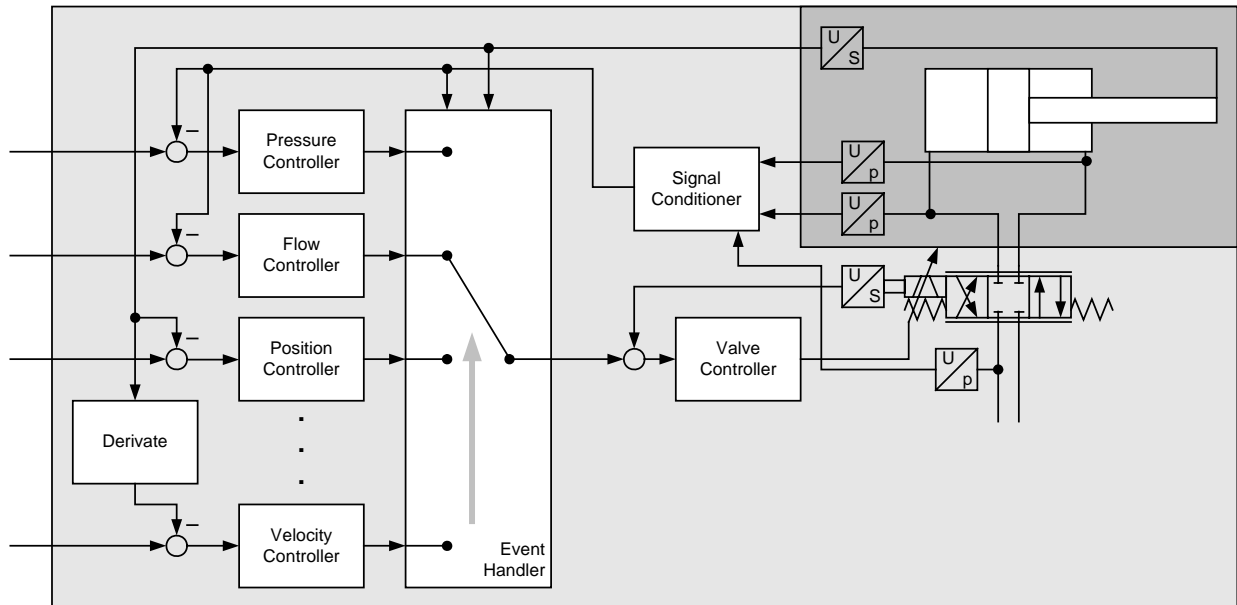 U
S
–
Pressure
Controller
U
p
Signal
Conditioner
U
p
–
Flow
Controller
U
S
–
Position
Controller
Valve
Controller
U
p
Derivate
–
Velocity
Controller
Event
Handler